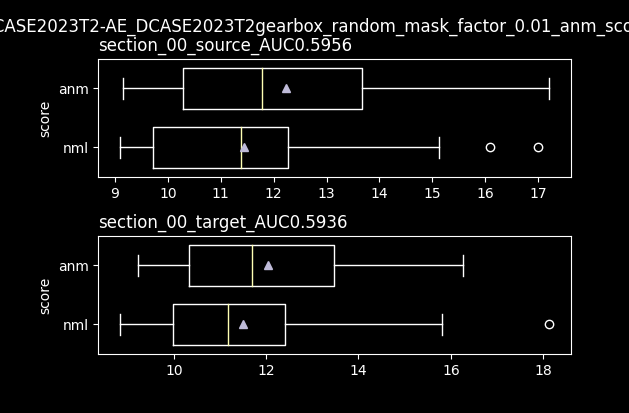 CASE2023T2-AE_DCASE2023T2gearbox_random_mask_factor_0.01_anm_sco
section_00_source_AUC0.5956
anm
nml
score
9 10 11 12 13 14 15 16 17
section_00_target_AUC0.5936
anm
nml
score
10 12 14 16 18